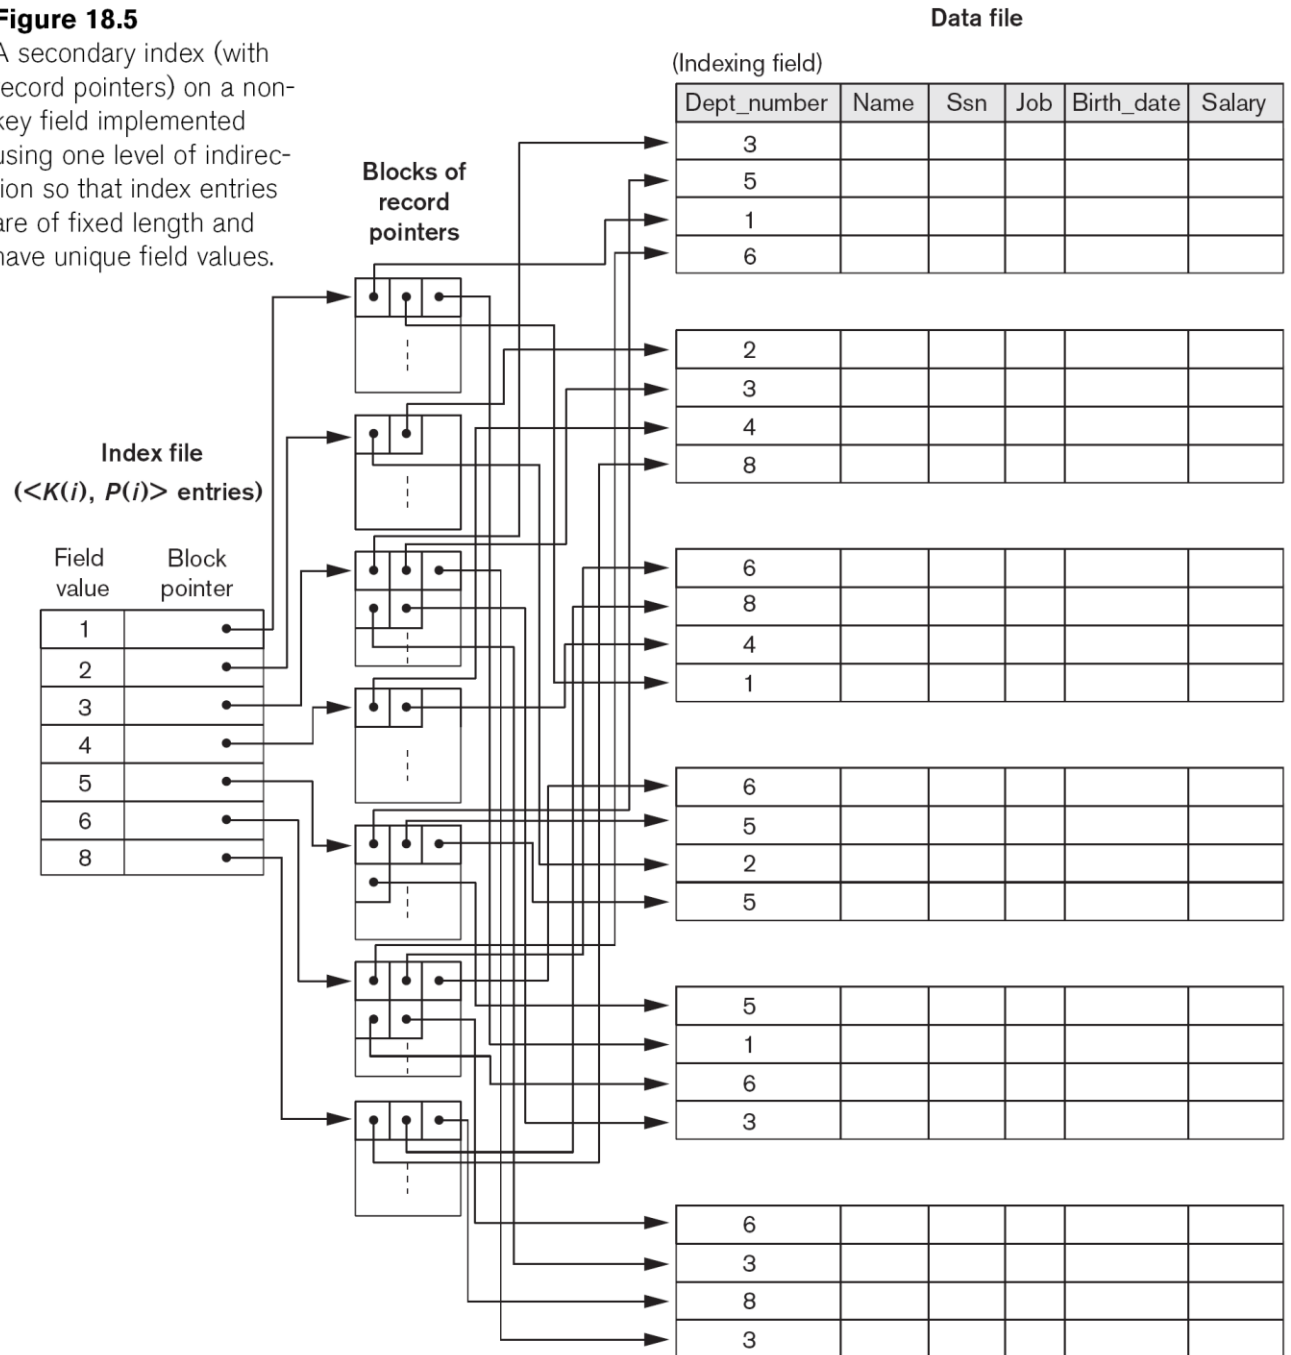 Figure 18.5
A secondary index (with
record pointers) on a non-
key field implemented
using one level of indirec-
tion so that index entries
are of fixed length and
have unique field values.
Data file
(Indexing field)
Dept_number Name Ssn Job Birth_date Salary
3
5
1
6
2
3
4
8
6
8
4
1
6
5
2
5
5
1
6
3
6
3
8
3
Blocks of
record
pointers
Index file
(<K(i), P(i)> entries)
Field Block
value pointer
1
2
3
4
5
6
8